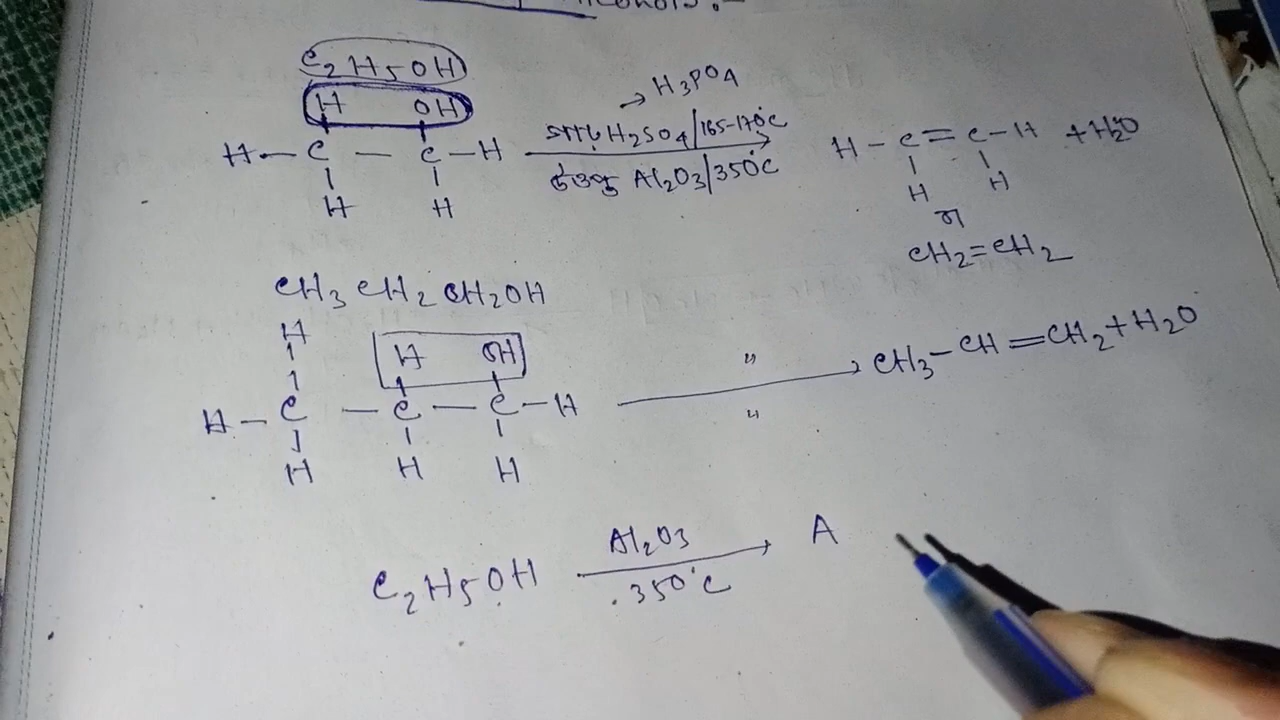 C2H5OH
H OH
→ H3PO4
H2SO4/165-170°C
H - C — C - H
Al2O3/350°C
H - C = C - H + H2O
H H
H H
CH2=CH2
CH3 CH2 CH2OH
H
H OH
H - C — C — C - H
"
"
CH3-CH=CH2+H2O
H H H
C2H5OH
Al2O3
350°C
A